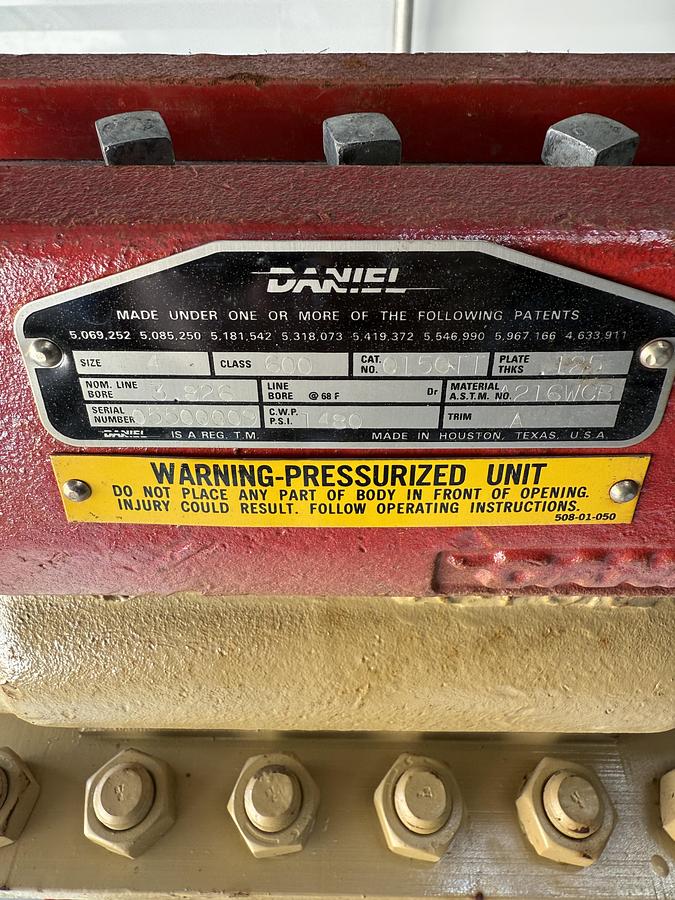 DANIEL
MADE UNDER ONE OR MORE OF THE FOLLOWING PATENTS
5,069,252 5,085,250 5,181,542 5,318,073 5,419,372 5,546,990 5,967,166 4,633,911
SIZE 4 CLASS 600 CAT. NO. PLATE THKS .125
NOM. LINE BORE 3.826 LINE BORE @ 68 F Dr MATERIAL A.S.T.M. NO. A216WCB
SERIAL NUMBER C.W.P. P.S.I. 1480 TRIM A
DANIEL IS A REG. T.M. MADE IN HOUSTON, TEXAS, U.S.A.
WARNING-PRESSURIZED UNIT
DO NOT PLACE ANY PART OF BODY IN FRONT OF OPENING.
INJURY COULD RESULT. FOLLOW OPERATING INSTRUCTIONS.
508-01-050